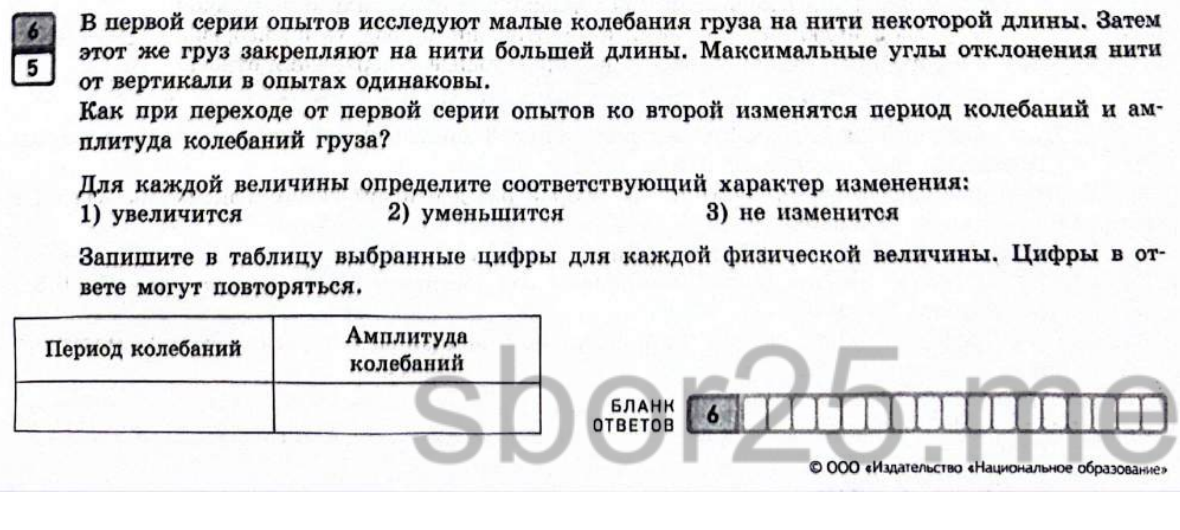 6
5
В первой серии опытов исследуют малые колебания груза на нити некоторой длины. Затем
этот же груз закрепляют на нити большей длины. Максимальные углы отклонения нити
от вертикали в опытах одинаковы.
Как при переходе от первой серии опытов ко второй изменятся период колебаний и ам-
плитуда колебаний груза?
Для каждой величины определите соответствующий характер изменения:
1) увеличится 2) уменьшится 3) не изменится
Запишите в таблицу выбранные цифры для каждой физической величины. Цифры в от-
вете могут повторяться.
Период колебаний
Амплитуда
колебаний
sbor25.me
БЛАНК
ОТВЕТОВ
6
© ООО «Издательство «Национальное образование»